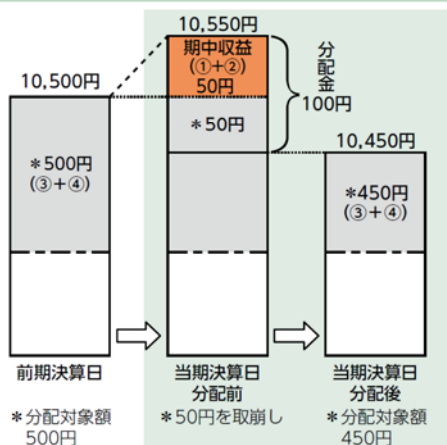 10,550円
期中収益
(①+②)
50円
分配金
100円
10,500円
*50円
10,450円
*500円
(③+④)
*450円
(③+④)
前期決算日
当期決算日
分配前
当期決算日
分配後
*分配対象額
500円
*50円を取崩し
*分配対象額
450円